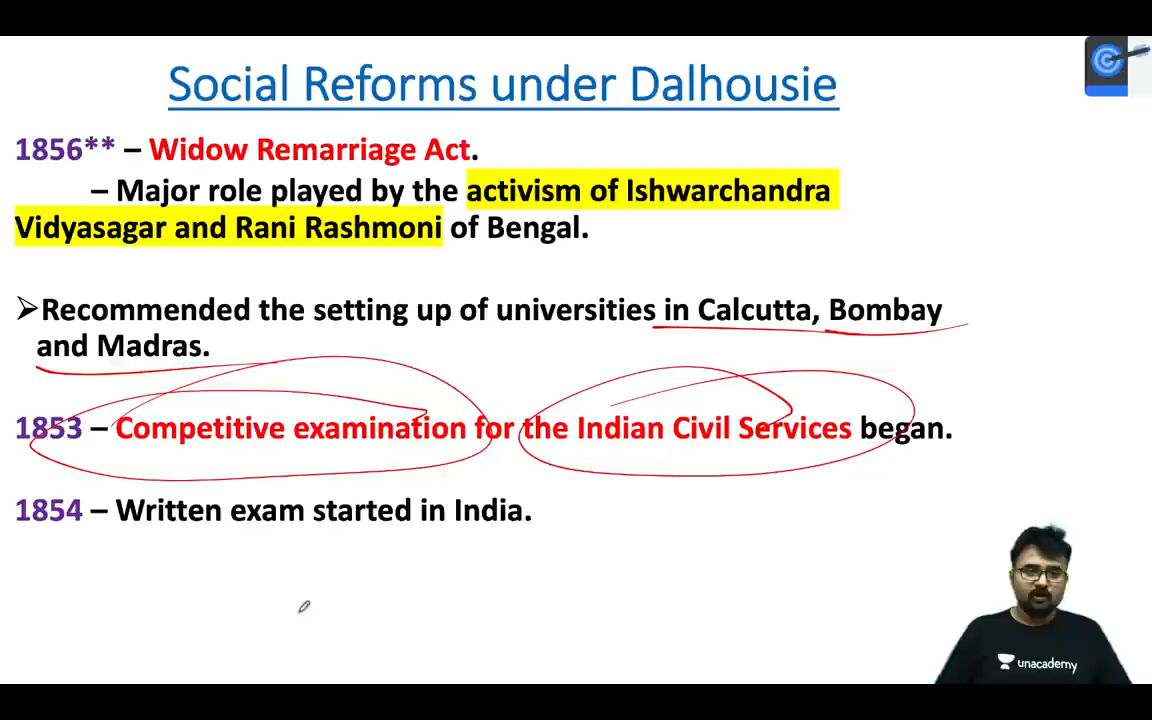 Social Reforms under Dalhousie
1856** – Widow Remarriage Act.
– Major role played by the activism of Ishwarchandra
Vidyasagar and Rani Rashmoni of Bengal.
➢Recommended the setting up of universities in Calcutta, Bombay
and Madras.
1853 – Competitive examination for the Indian Civil Services began.
1854 – Written exam started in India.
unacademy